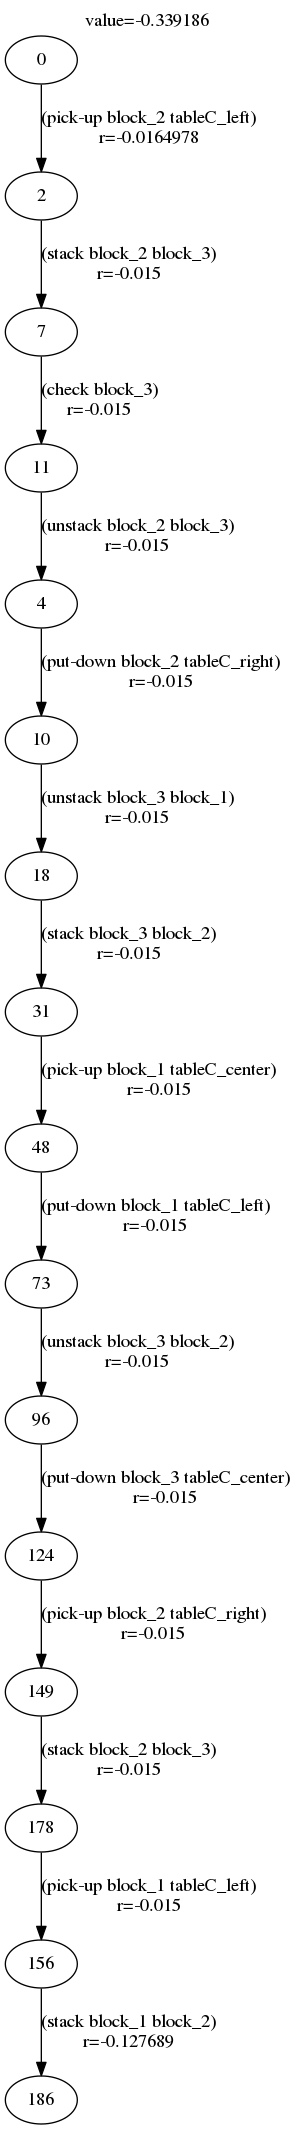 value=-0.339186
0
(pick-up block_2 tableC_left)
r=-0.0164978
2
(stack block_2 block_3)
r=-0.015
7
(check block_3)
r=-0.015
11
(unstack block_2 block_3)
r=-0.015
4
(put-down block_2 tableC_right)
r=-0.015
10
(unstack block_3 block_1)
r=-0.015
18
(stack block_3 block_2)
r=-0.015
31
(pick-up block_1 tableC_center)
r=-0.015
48
(put-down block_1 tableC_left)
r=-0.015
73
(unstack block_3 block_2)
r=-0.015
96
(put-down block_3 tableC_center)
r=-0.015
124
(pick-up block_2 tableC_right)
r=-0.015
149
(stack block_2 block_3)
r=-0.015
178
(pick-up block_1 tableC_left)
r=-0.015
156
(stack block_1 block_2)
r=-0.127689
186